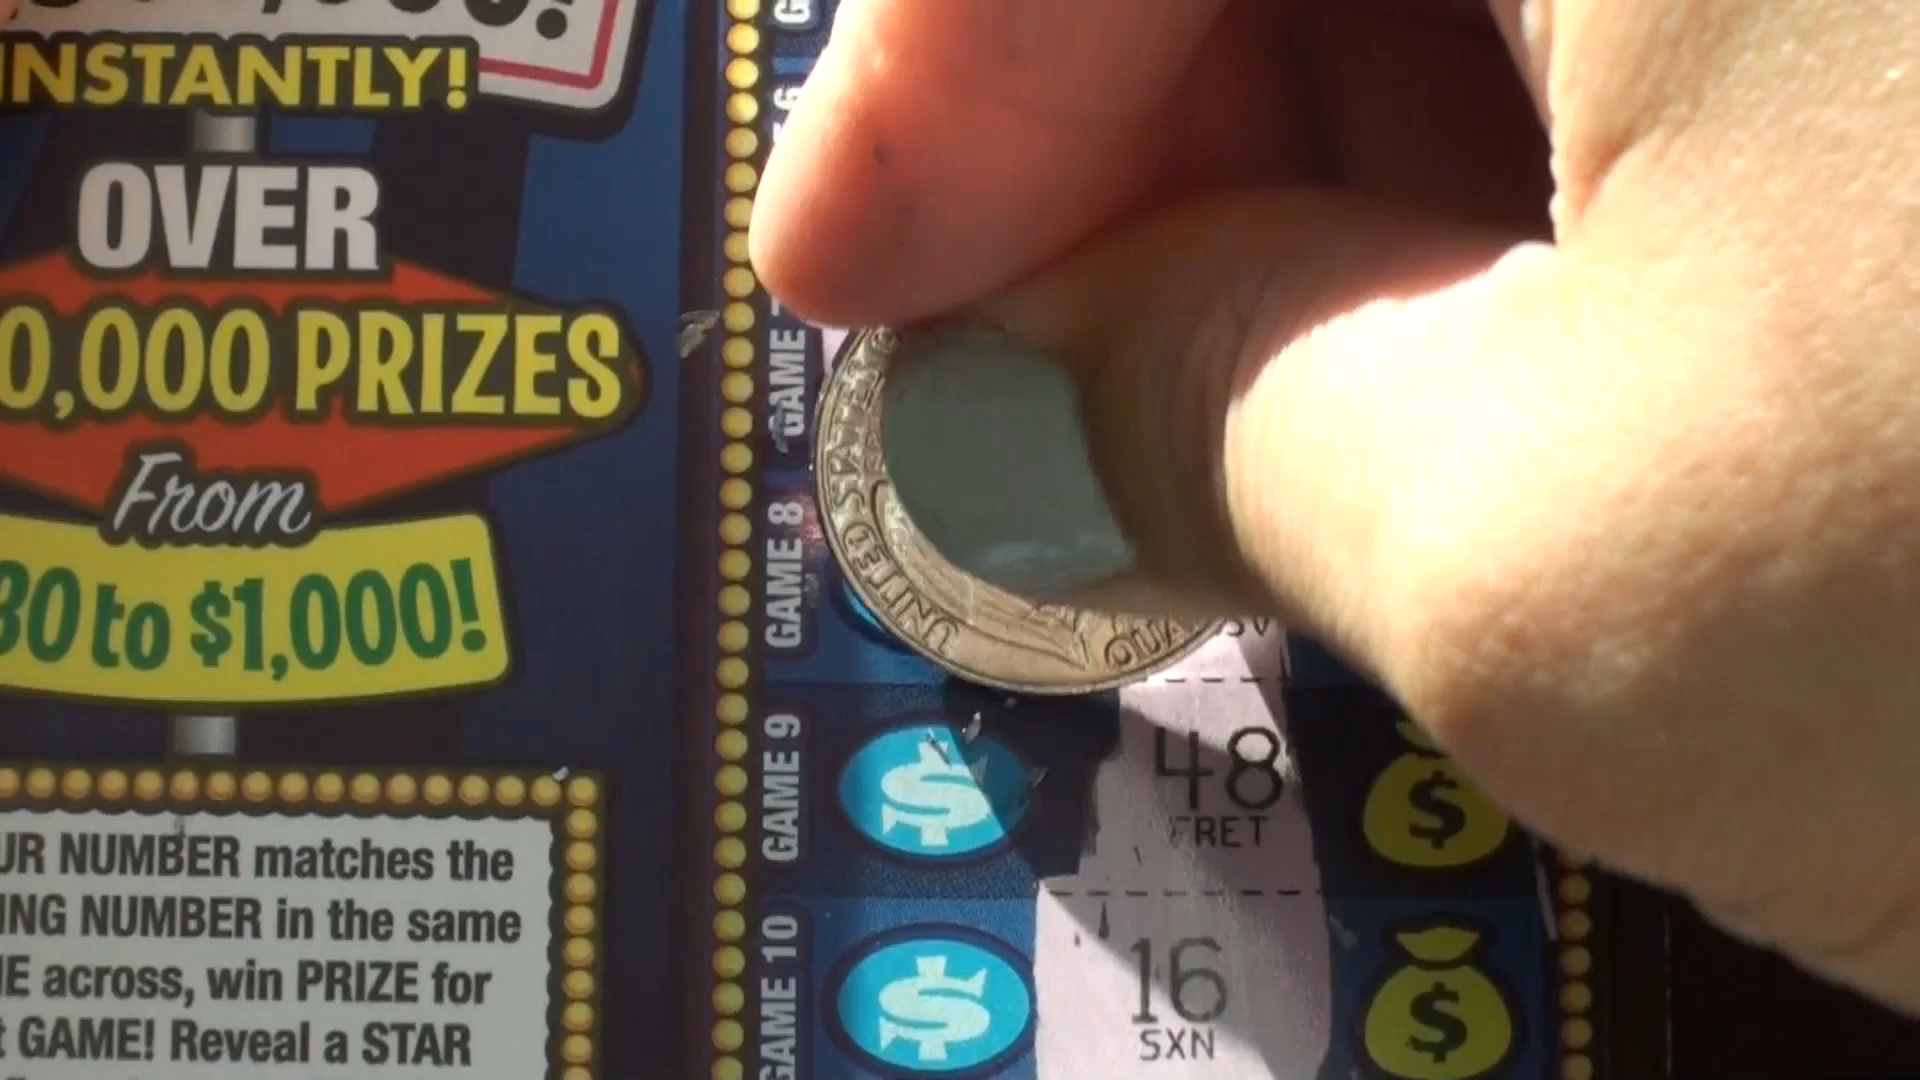 INSTANTLY!
OVER
0,000 PRIZES
From
30 to $1,000!
UR NUMBER matches the
ING NUMBER in the same
E across, win PRIZE for
t GAME! Reveal a STAR
6
GAME 7
GAME 8
GAME 9
GAME 10
UNITED STATES
QUA
$
48
FRET
$
$
16
SXN
$